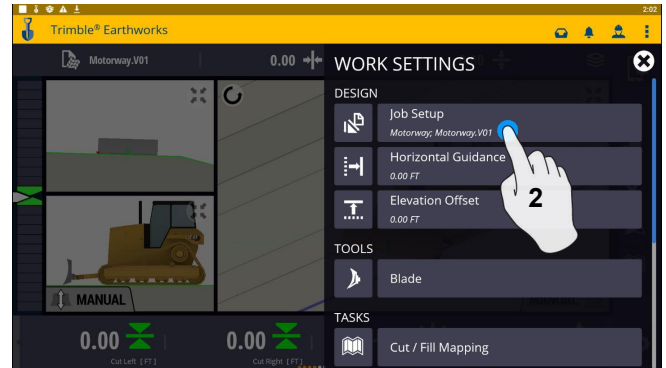 2:02
Trimble® Earthworks
Motorway.V01
0.00
WORK SETTINGS
DESIGN
Job Setup
Motorway; Motorway.V01
Horizontal Guidance
0.00 FT
2
Elevation Offset
0.00 FT
TOOLS
Blade
MANUAL
TASKS
Cut / Fill Mapping
0.00
Cut Left [ FT ]
0.00
Cut Right [ FT ]